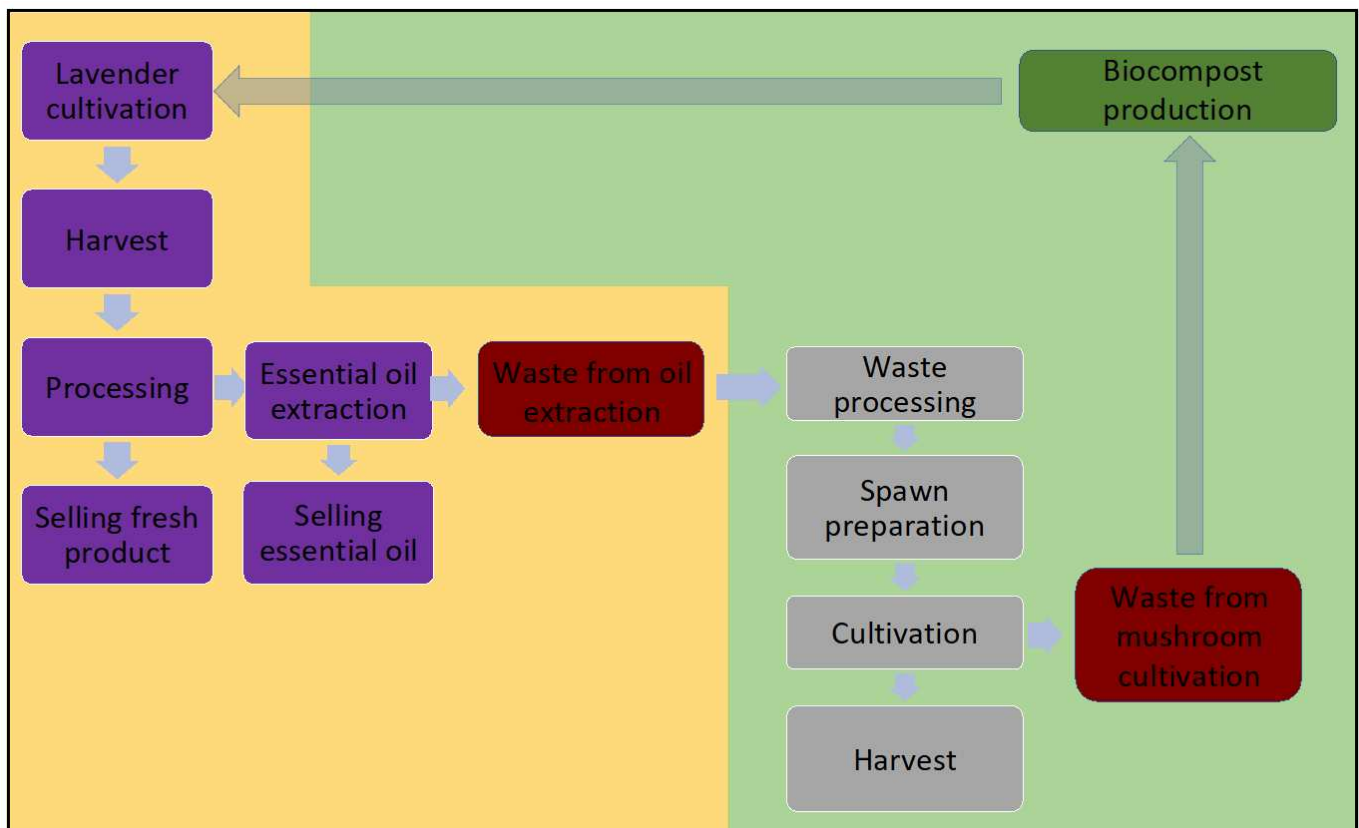 Lavender
cultivation
Biocompost
production
Harvest
Processing
Essential oil
extraction
Waste from oil
extraction
Waste
processing
Selling fresh
product
Selling
essential oil
Spawn
preparation
Cultivation
Waste from
mushroom
cultivation
Harvest